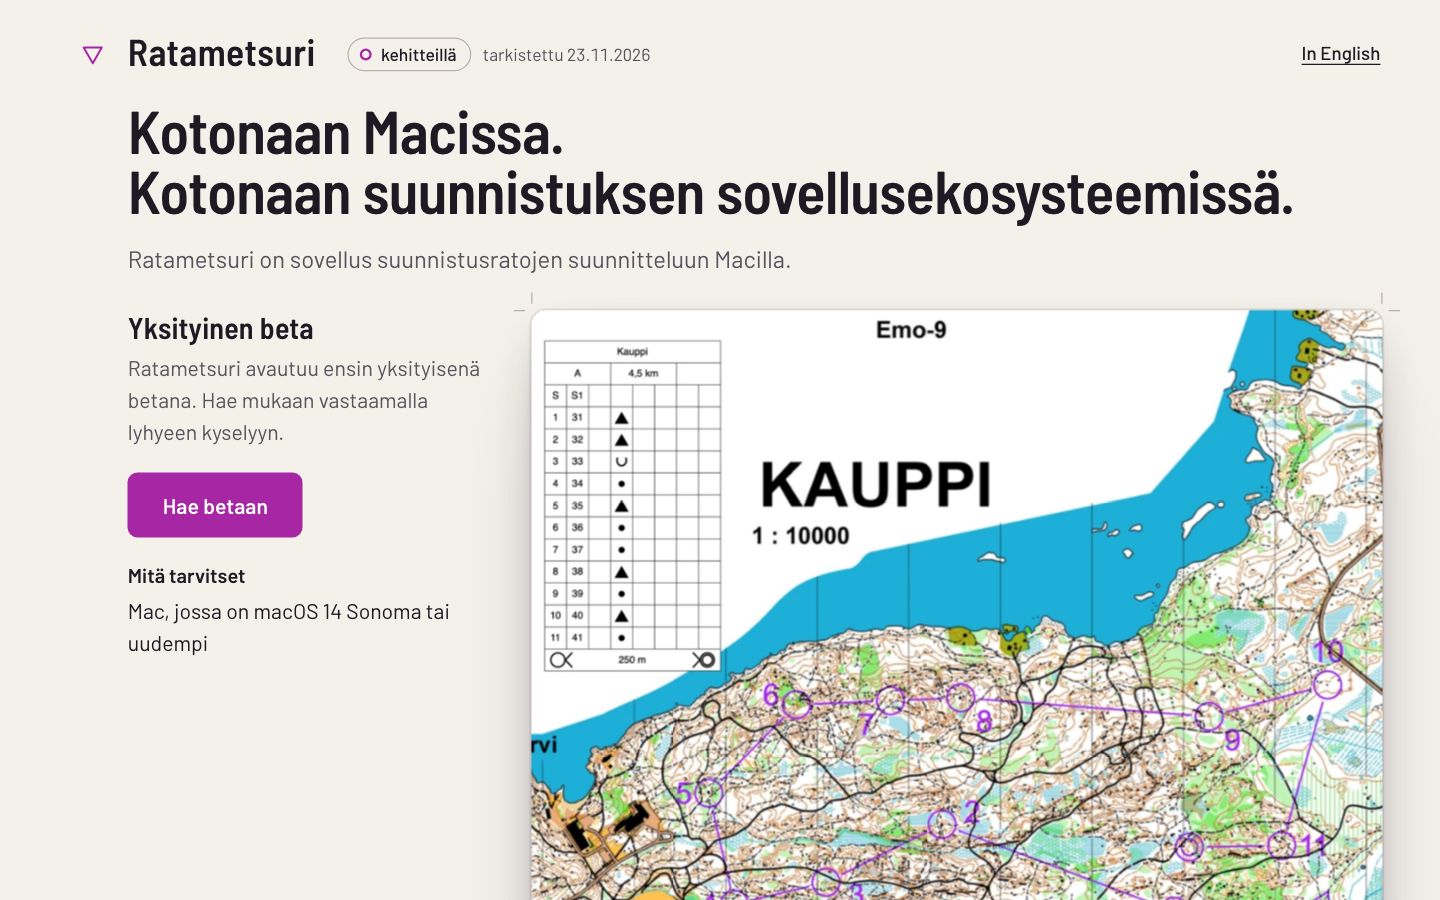 Ratametsuri
kehitteillä
tarkistettu 23.11.2026
In English
Kotonaan Macissa.
Kotonaan suunnistuksen sovellusekosysteemissä.
Ratametsuri on sovellus suunnistusratojen suunnitteluun Macilla.
Yksityinen beta
Ratametsuri avautuu ensin yksityisenä
betana. Hae mukaan vastaamalla
lyhyeen kyselyyn.
Hae betaan
Mitä tarvitset
Mac, jossa on macOS 14 Sonoma tai
uudempi
Emo-9
Kauppi
A 4,5 km
S S1
1 31
2 32
3 33
4 34
5 35
6 36
7 37
8 38
9 39
10 40
11 41
250 m
KAUPPI
1 : 10000
rvi
10
6
7
8
9
5
2
11
3